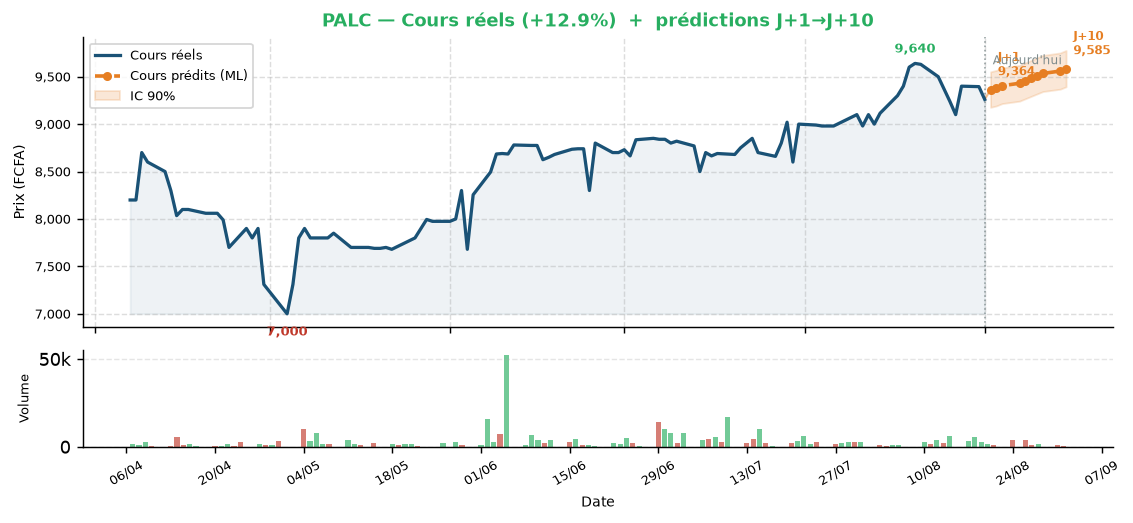 PALC — Cours réels (+12.9%)  +  prédictions J+1→J+10
Cours réels
Cours prédits (ML)
IC 90%
9,640
J+10
9,585
Aujourd'hui
J+1
9,364
7,000
Prix (FCFA)
9,500
9,000
8,500
8,000
7,500
7,000
Volume
50k
0
06/04
20/04
04/05
18/05
01/06
15/06
29/06
13/07
27/07
10/08
24/08
07/09
Date